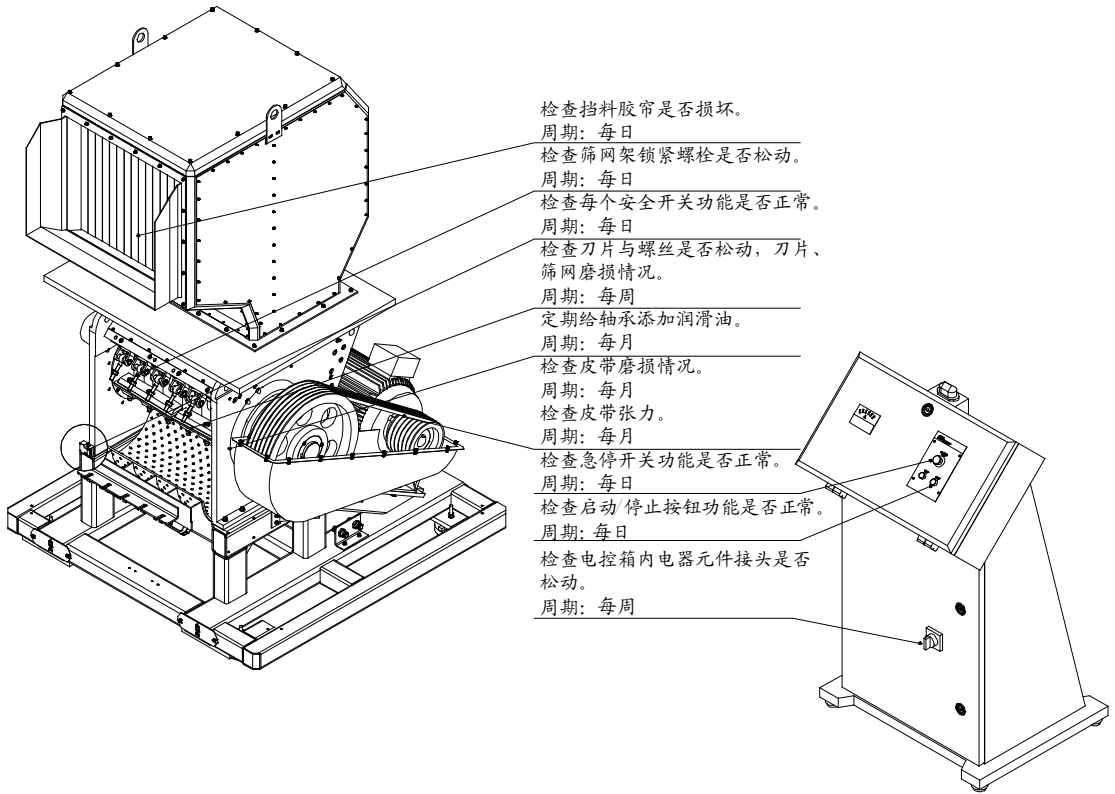 检查挡料胶帘是否损坏。
周期：每日
检查筛网架锁紧螺栓是否松动。
周期：每日
检查每个安全开关功能是否正常。
周期：每日
检查刀片与螺丝是否松动，刀片、
筛网磨损情况。
周期：每周
定期给轴承添加润滑油。
周期：每月
检查皮带磨损情况。
周期：每月
检查皮带张力。
周期：每月
检查急停开关功能是否正常。
周期：每日
检查启动/停止按钮功能是否正常。
周期：每日
检查电控箱内电器元件接头是否
松动。
周期：每周